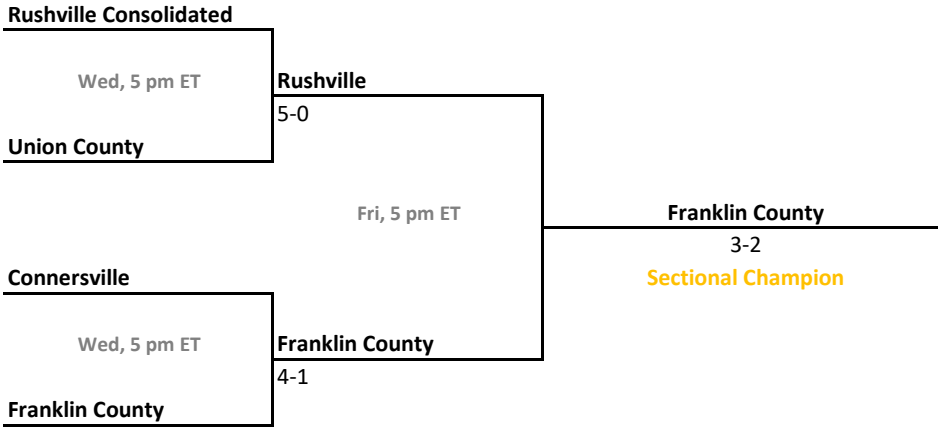 Rushville Consolidated
Wed, 5 pm ET
Rushville
5-0
Union County
Fri, 5 pm ET
Franklin County
3-2
Connersville
Sectional Champion
Wed, 5 pm ET
Franklin County
4-1
Franklin County